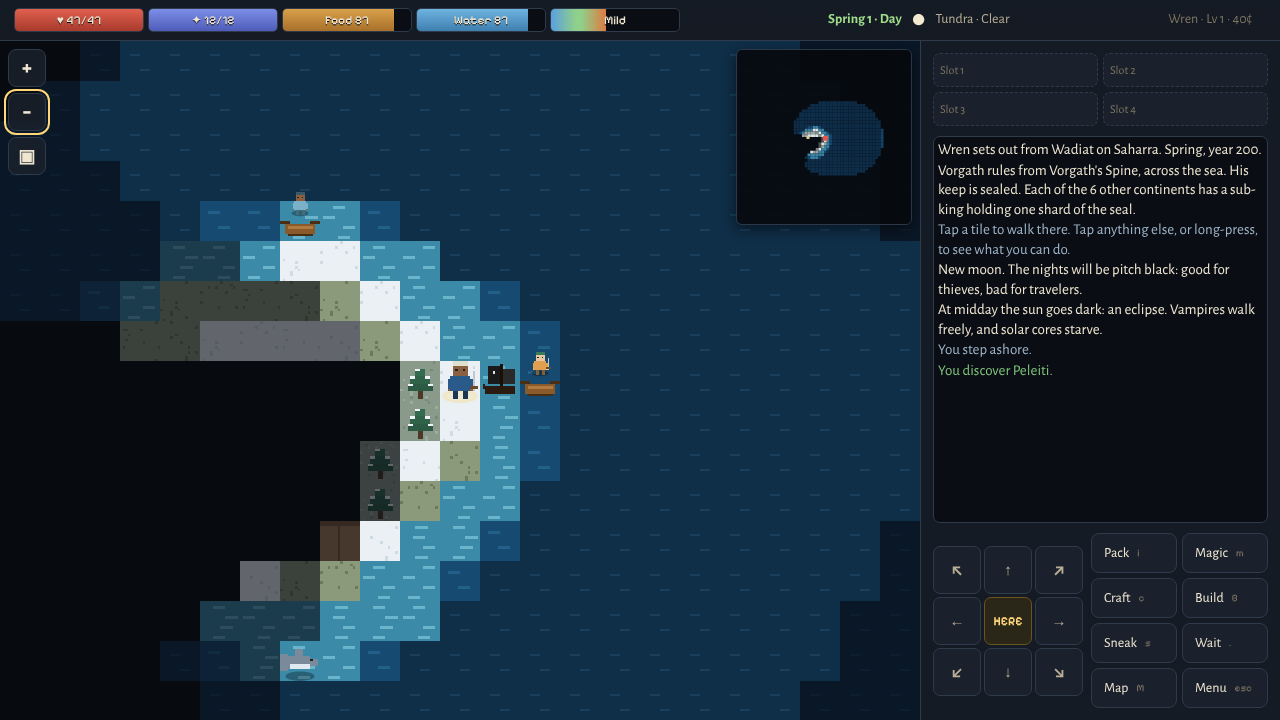 ♥ 47/47
✦ 12/12
Food 87
Water 87
Mild
Spring 1 · Day
Tundra · Clear
Wren · Lv 1 · 40¢
+
-
Slot 1
Slot 2
Slot 3
Slot 4
Wren sets out from Wadiat on Saharra. Spring, year 200.
Vorgath rules from Vorgath's Spine, across the sea. His
keep is sealed. Each of the 6 other continents has a sub-
king holding one shard of the seal.
Tap a tile to walk there. Tap anything else, or long-press,
to see what you can do.
New moon. The nights will be pitch black: good for
thieves, bad for travelers.
At midday the sun goes dark: eclipse. Vampires walk
freely, and solar cores starve.
You step ashore.
You discover Peleiti.
↖ ↑ ↗
← HERE →
↙ ↓ ↘
Pack i
Magic m
Craft c
Build B
Speak s
Wait .
Map M
Menu esc